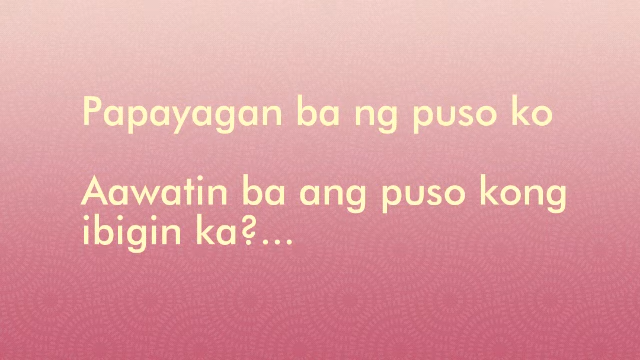 Papayagan ba ng puso ko
Aawatin ba ang puso kong
ibigin ka?...